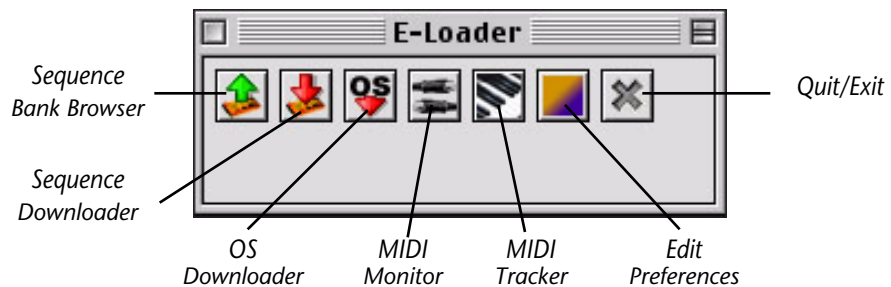 E-Loader
Sequence
Bank Browser
OS
Quit/Exit
Sequence
Downloader
OS
Downloader
MIDI
Monitor
MIDI
Tracker
Edit
Preferences